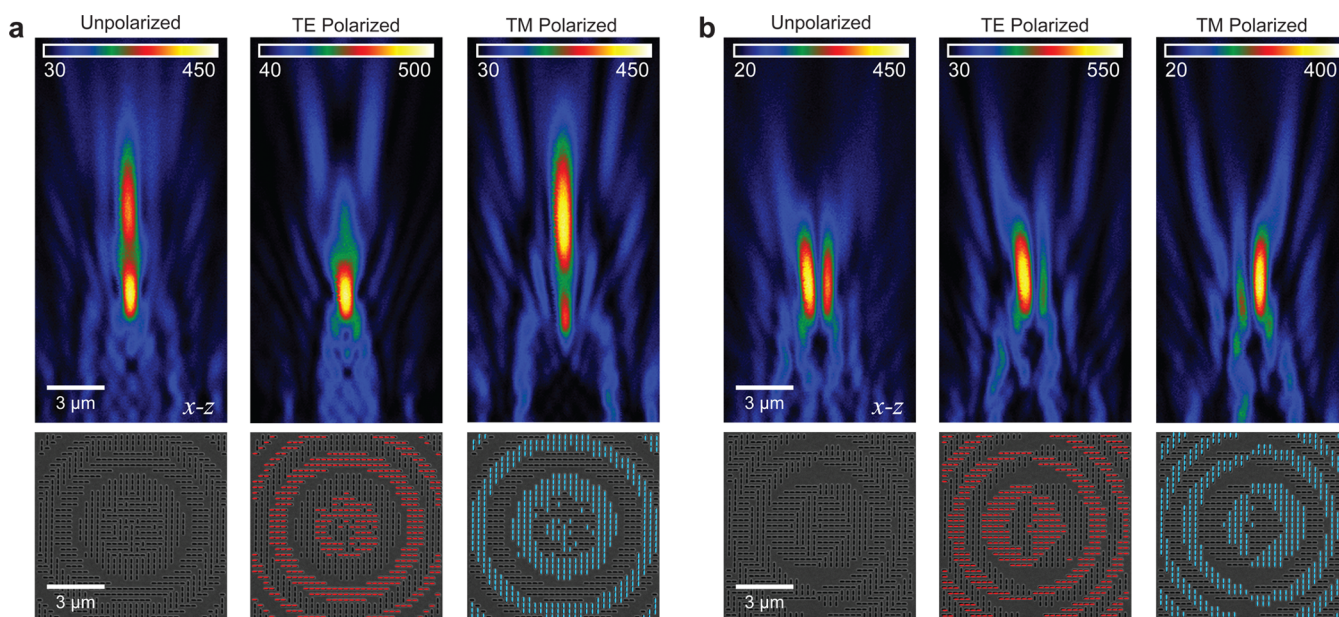 a
Unpolarized
TE Polarized
TM Polarized
30 450
40 500
30 450
3 µm
x-z
3 µm
b
Unpolarized
TE Polarized
TM Polarized
20 450
30 550
20 400
3 µm
x-z
3 µm